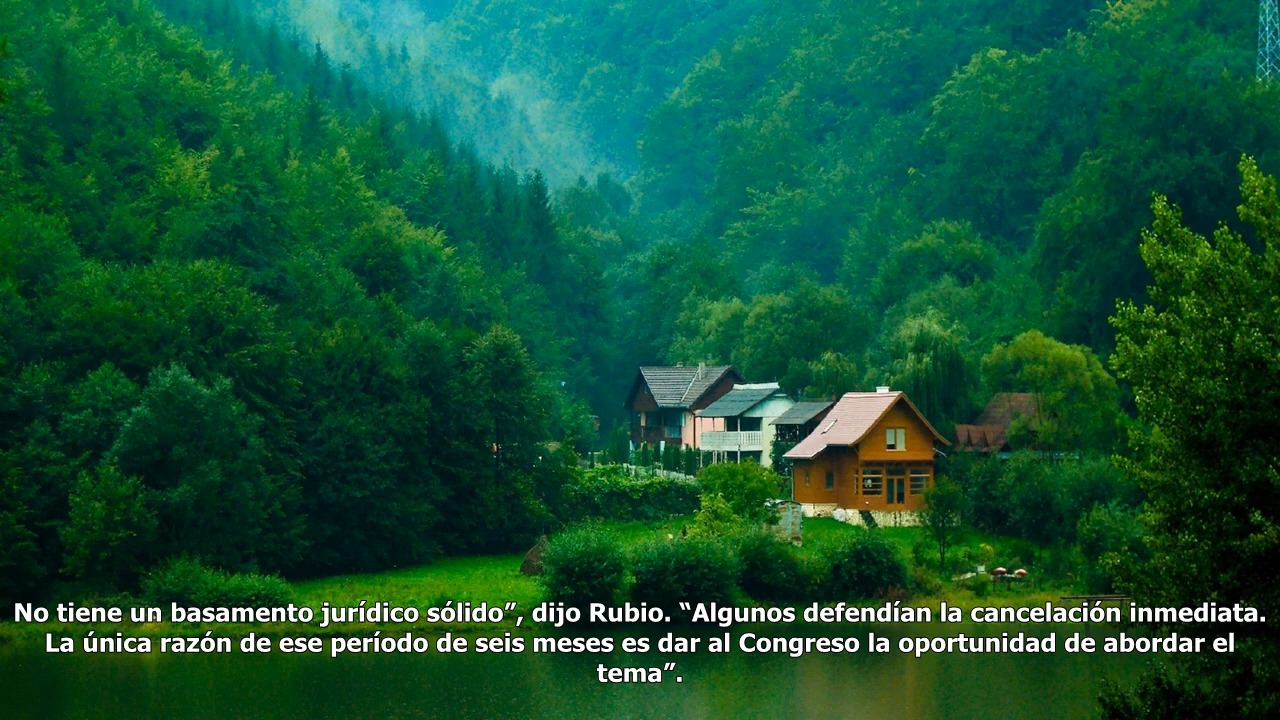 No tiene un basamento jurídico sólido”, dijo Rubio. “Algunos defendían la cancelación inmediata.
La única razón de ese período de seis meses es dar al Congreso la oportunidad de abordar el
tema”.